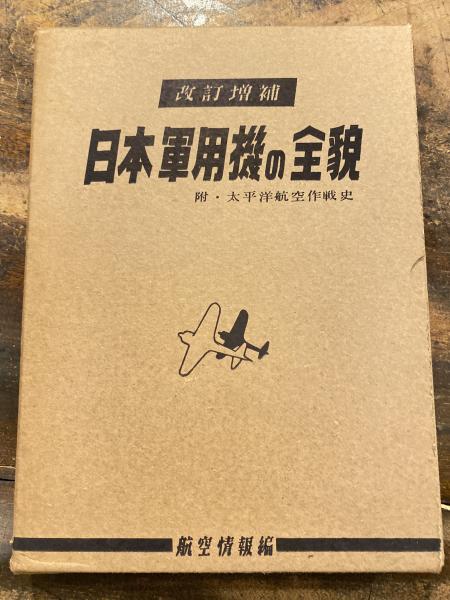 改訂増補
日本軍用機の全貌
附・太平洋航空作戦史
航空情報編